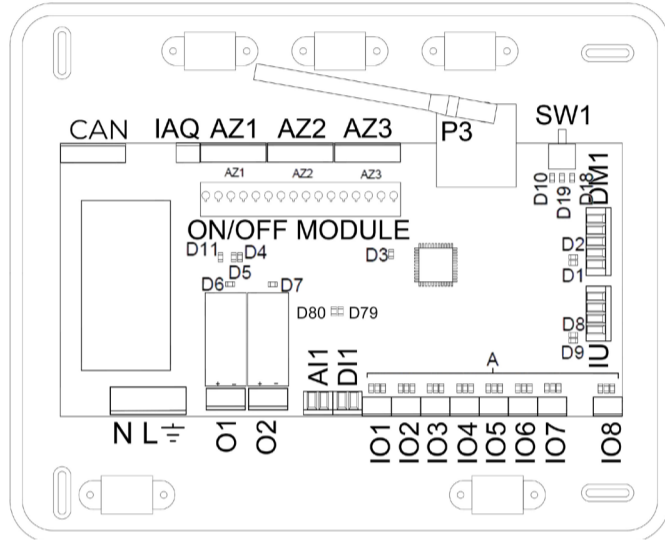 CAN IAQ AZ1 AZ2 AZ3 P3 SW1
AZ1 AZ2 AZ3
D10 D19 D18 DM1
ON/OFF MODULE
D11 D4 D5 D3 D2 D1
D6 D7
D80 D79 D8 D9 IU
A
AI1 DI1
+ - + -
N L O1 O2 IO1 IO2 IO3 IO4 IO5 IO6 IO7 IO8